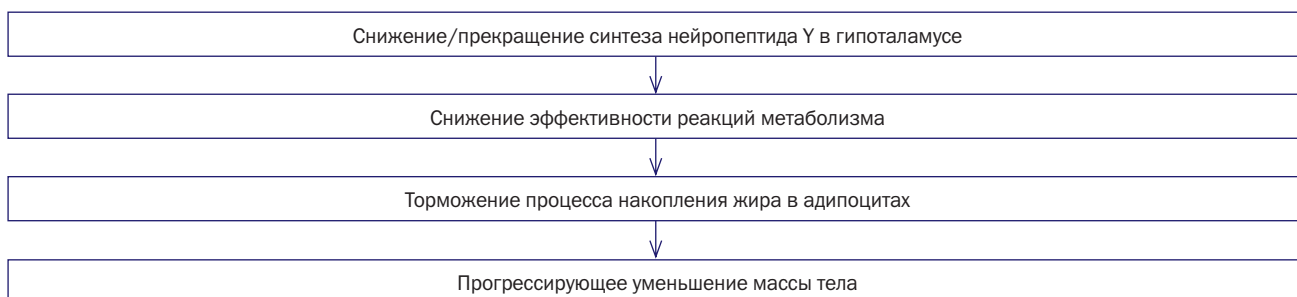 Снижение/прекращение синтеза нейропептида Y в гипоталамусе
Снижение эффективности реакций метаболизма
Торможение процесса накопления жира в адипоцитах
Прогрессирующее уменьшение массы тела